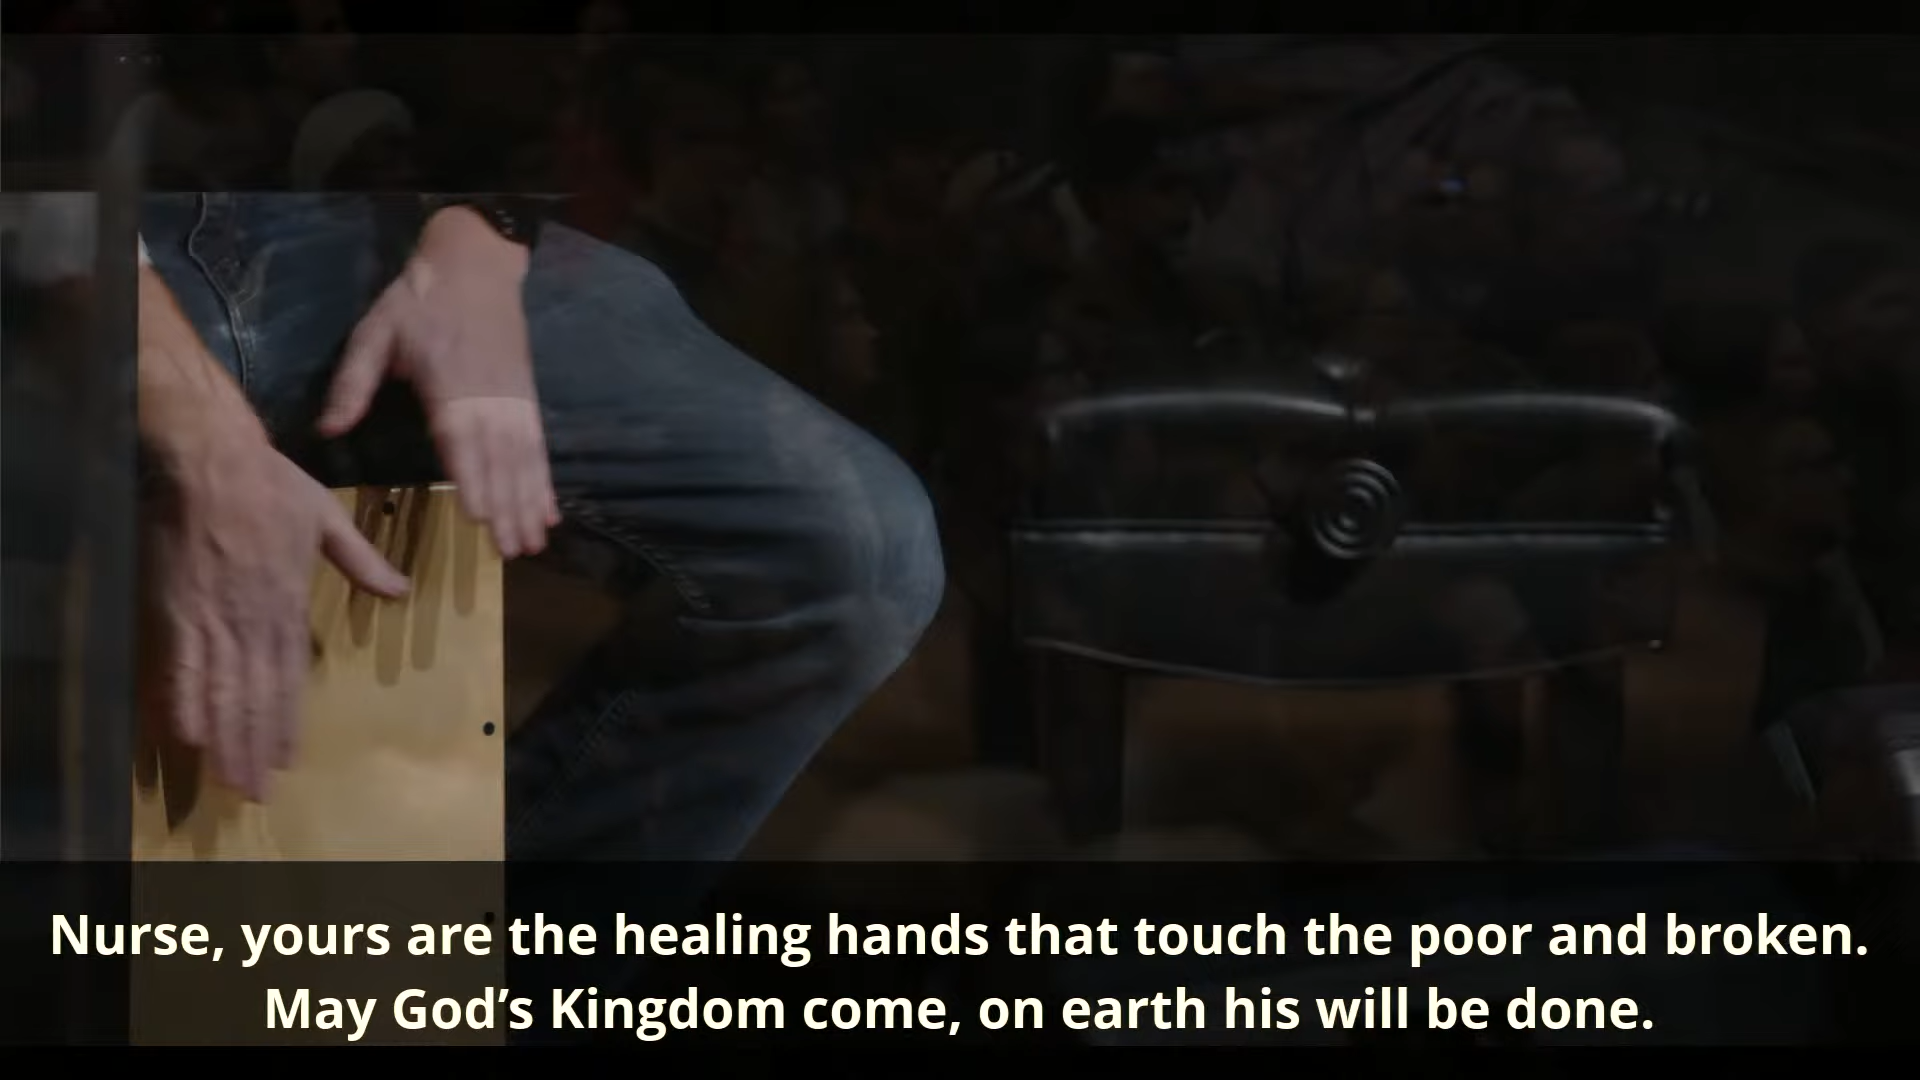 Nurse, yours are the healing hands that touch the poor and broken.
May God’s Kingdom come, on earth his will be done.